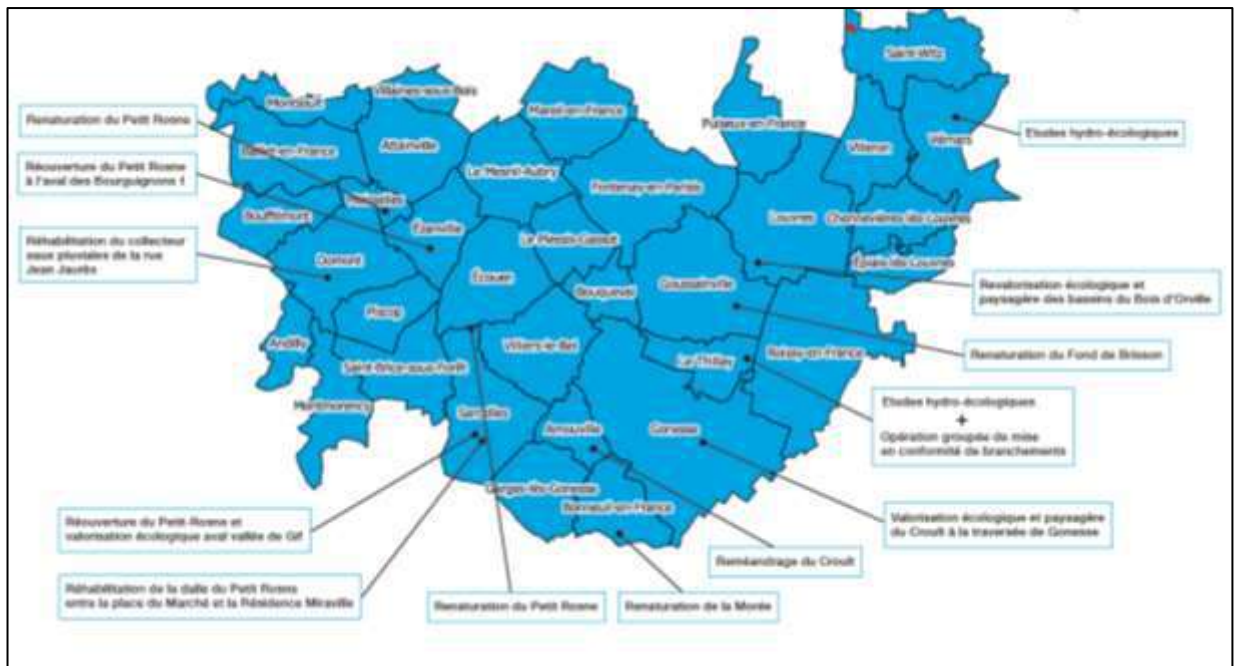 Saint-Witz
Villaines-sous-Bois
Montsoult
Mareil-en-France
Puiseux-en-France
Renaturation du Petit Rosne
Etudes hydro-écologiques
Attainville
Villeron
Vémars
Baillet-en-France
Le Mesnil-Aubry
Réouverture du Petit Rosne
à l'aval des Bourguignons 1
Fontenay-en-Parisis
Moisselles
Bouffémont
Louvres
Chennevières-lès-Louvres
Ézanville
Le Plessis-Gassot
Réhabilitation du collecteur
eaux pluviales de la rue
Jean Jaurès
Domont
Épiais-lès-Louvres
Écouen
Goussainville
Bouqueval
Revalorisation écologique et
paysagère des bassins du Bois d'Orville
Piscop
Andilly
Villiers-le-Bel
Roissy-en-France
Renaturation du Fond de Brisson
Le Thillay
Saint-Brice-sous-Forêt
Montmorency
Etudes hydro-écologiques
+
Opération groupée de mise
en conformité de branchements
Sarcelles
Arnouville
Gonesse
Garges-lès-Gonesse
Bonneuil-en-France
Réouverture du Petit-Rosne et
valorisation écologique aval vallée de Gif
Valorisation écologique et paysagère
du Croult à la traversée de Gonesse
Reméandrage du Croult
Réhabilitation de la dalle du Petit Rosne
entre la place du Marché et la Résidence Miraville
Renaturation du Petit Rosne
Renaturation de la Morée